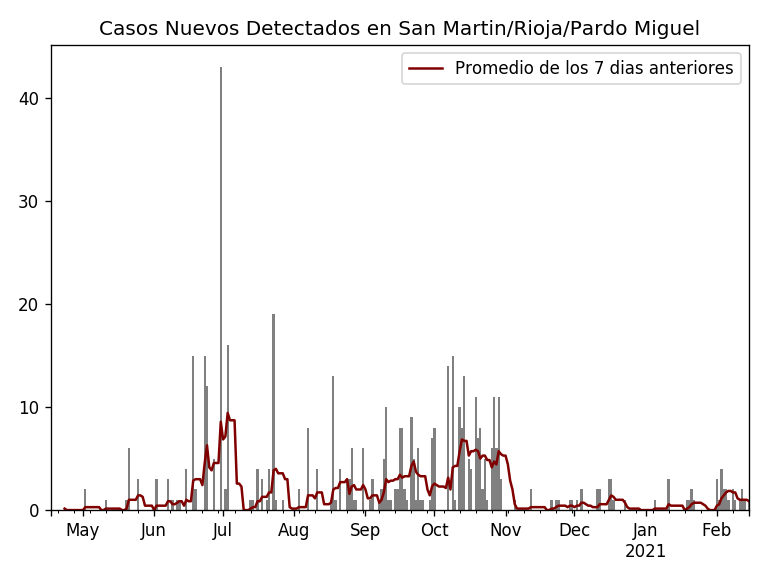 Casos Nuevos Detectados en San Martin/Rioja/Pardo Miguel
Promedio de los 7 dias anteriores
40
30
20
10
0
May Jun Jul Aug Sep Oct Nov Dec Jan Feb
2021